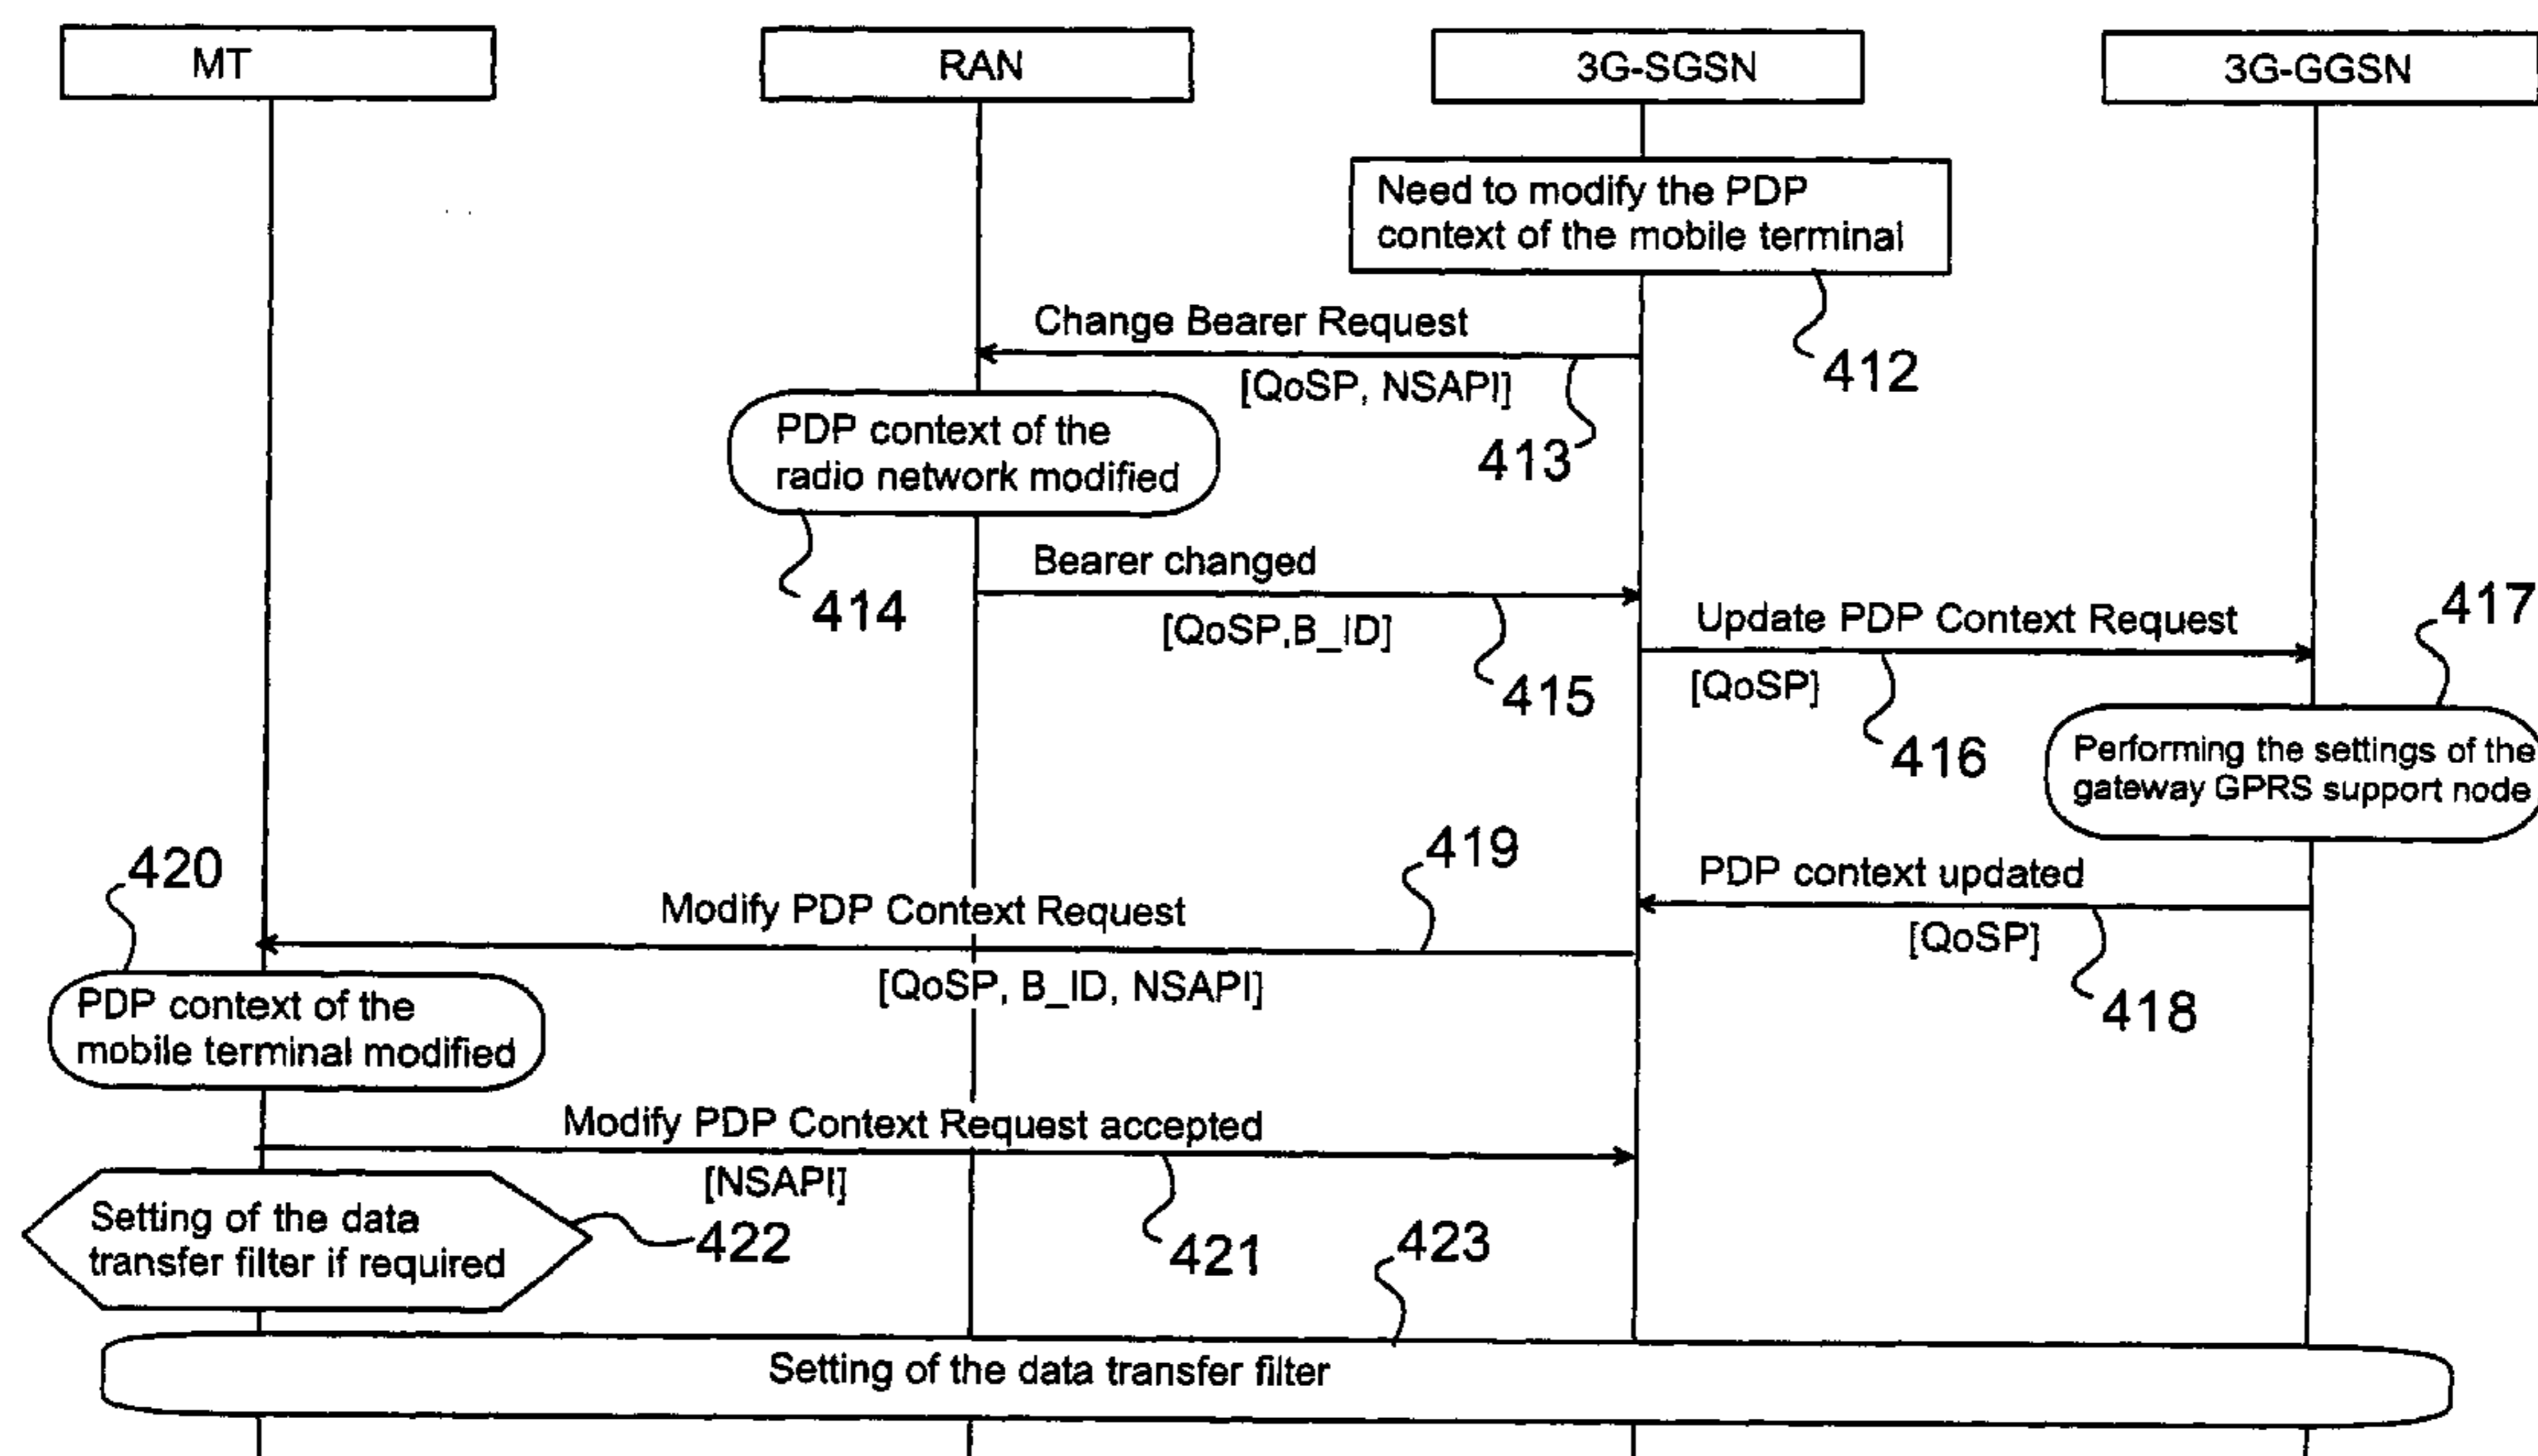 MT
RAN
3G-SGSN
3G-GGSN
Need to modify the PDP
context of the mobile terminal
412
Change Bearer Request
[QoSP, NSAPI]
413
PDP context of the
radio network modified
414
Bearer changed
[QoSP,B_ID]
415
Update PDP Context Request
[QoSP]
416
417
Performing the settings of the
gateway GPRS support node
PDP context updated
[QoSP]
418
419
Modify PDP Context Request
[QoSP, B_ID, NSAPI]
420
PDP context of the
mobile terminal modified
Modify PDP Context Request accepted
[NSAPI]
421
Setting of the data
transfer filter if required
422
423
Setting of the data transfer filter